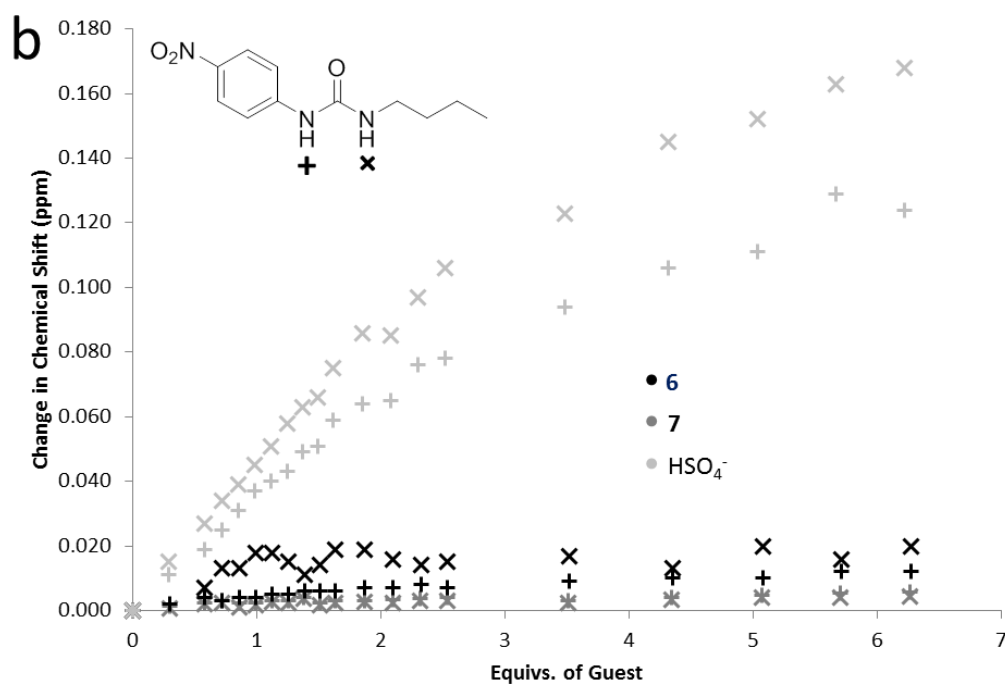 b
0.180
0.160
0.140
0.120
0.100
0.080
0.060
0.040
0.020
0.000
Change in Chemical Shift (ppm)
O₂N
O
N
H
N
H
6
7
HSO₄⁻
0 1 2 3 4 5 6 7
Equivs. of Guest